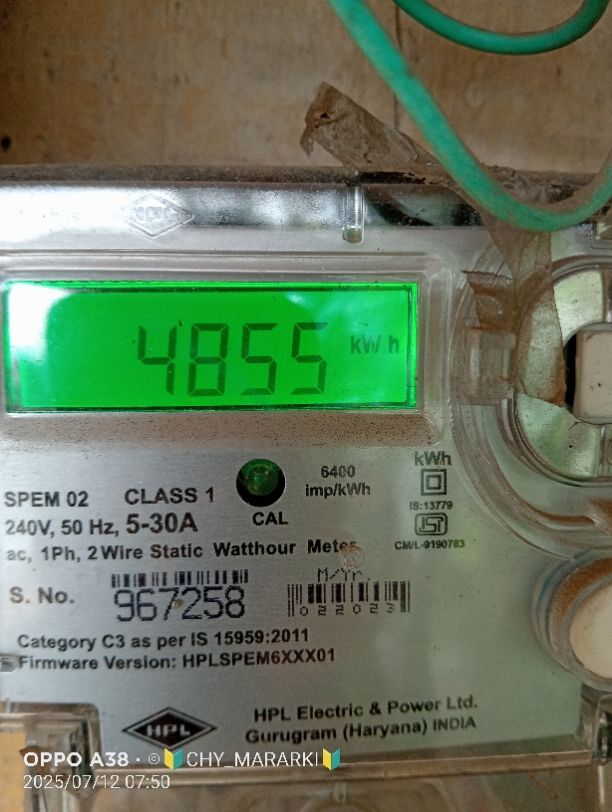 4855 kW h
6400
imp/kWh
kWh
IS:13779
SPEM 02 CLASS 1
240V, 50 Hz, 5-30A
CAL
CM/L-9190783
ac, 1Ph, 2 Wire Static Watthour Meter
M/Yr.
S. No. 967258
022023
Category C3 as per IS 15959:2011
Firmware Version: HPLSPEM6XXX01
HPL
HPL Electric & Power Ltd.
Gurugram (Haryana) INDIA
OPPO A38 · ©🔰CHY_MARARKI🔰
2025/07/12 07:50